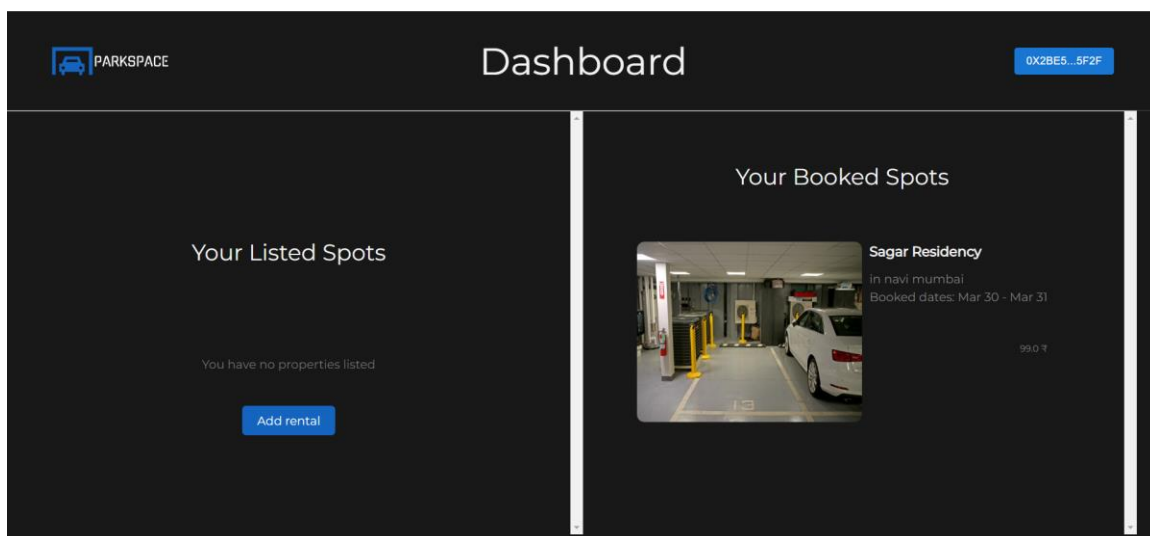 PARKSPACE
Dashboard
0X2BE5...5F2F
Your Listed Spots
You have no properties listed
Add rental
Your Booked Spots
Sagar Residency
in navi mumbai
Booked dates: Mar 30 - Mar 31
99.0 ₹
13